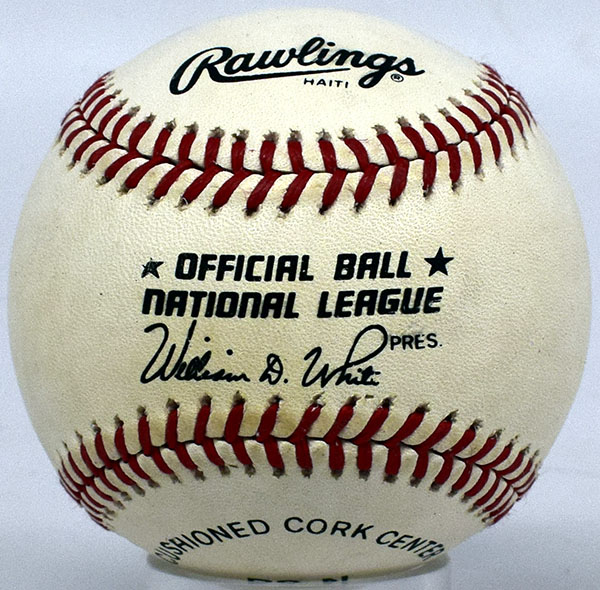 Rawlings ®
HAITI
★ OFFICIAL BALL ★
NATIONAL LEAGUE
William D. White PRES.
CUSHIONED CORK CENTER